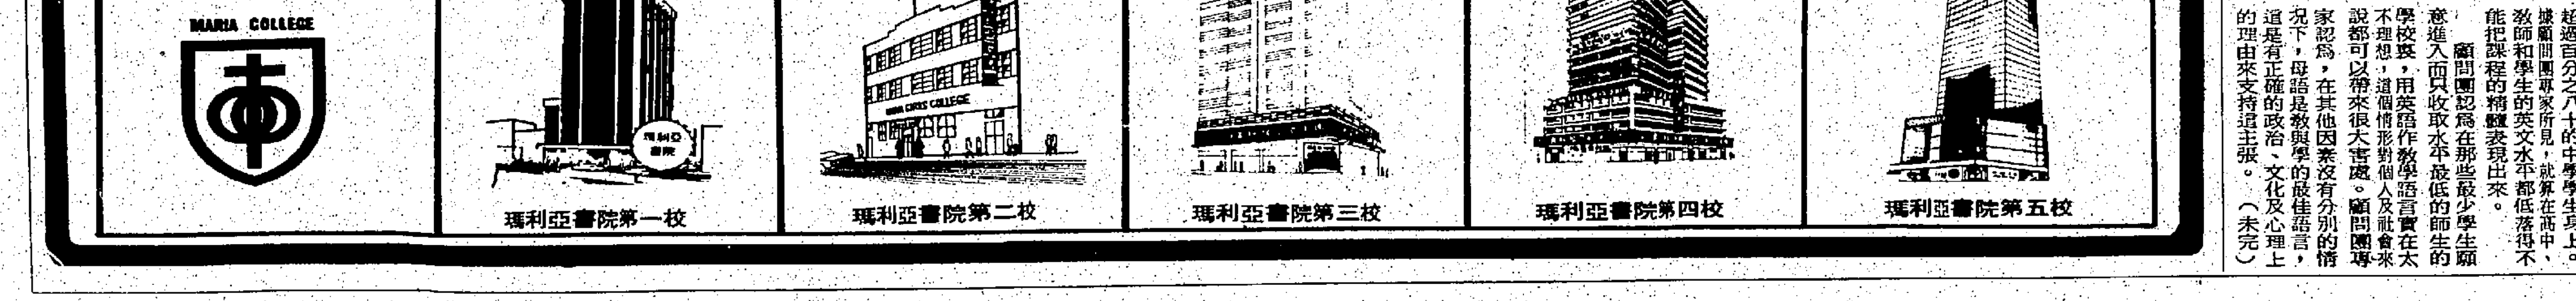 MARIA COLLEGE
瑪利亞
書院
MARIA GIRLS COLLEGE
瑪利亞書院第一校
瑪利亞書院第二校
瑪利亞書院第三校
瑪利亞書院第四校
瑪利亞書院第五校
超過百分之八十的中學學生身上。
據顧問團專家所見，就算在高中、
教師和學生的英文水平都低落得不
能把課程的精髓表現出來。
顧問團認爲在那些最少學生願
意進入而只收取水平最低的師生的
學校裏，用英語作教學語言實在太
不理想，這個情形對個人及社會來
說都可以帶來很大害處。顧問團專
家認爲，在其他因素沒有分別的情
況下，母語是教與學的最佳語言，
道是有正確的政治、文化及心理上
的理由來支持這主張。（未完）